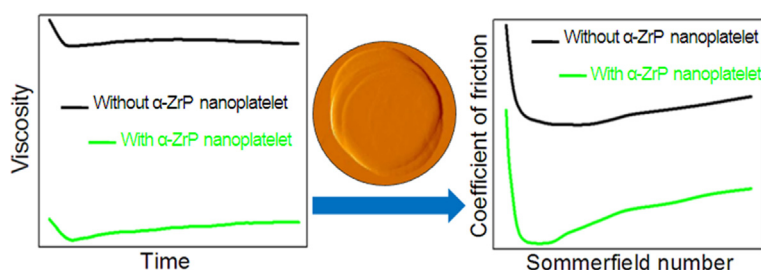 Viscosity
Without α-ZrP nanoplatelet
With α-ZrP nanoplatelet
Time
Coefficient of friction
Without α-ZrP nanoplatelet
With α-ZrP nanoplatelet
Sommerfield number